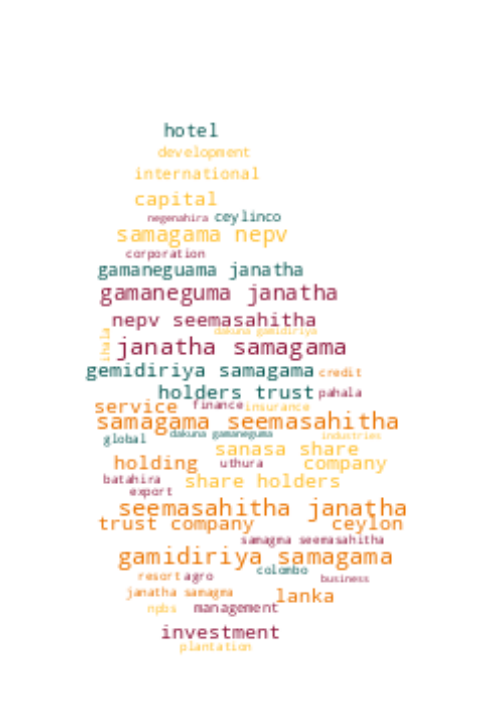 hotel
development
international
capital
negenahira ceylinco
samagama nepv
corporation
gamaneguama janatha
gamaneguma janatha
nepv seemasahitha
dakuna gamidiriya
ihala
janatha samagama
gemidiriya samagama credit
holders trust pahala
service finance insurance
samagama seemasahitha
global dakuna gamaneguma industries
sanasa share
holding uthura company
batahira share holders
export
seemasahitha janatha
trust company ceylon
samagma seemasahitha
gamidiriya samagama
resort agro colombo business
janatha samagma lanka
npbs management
investment
plantation